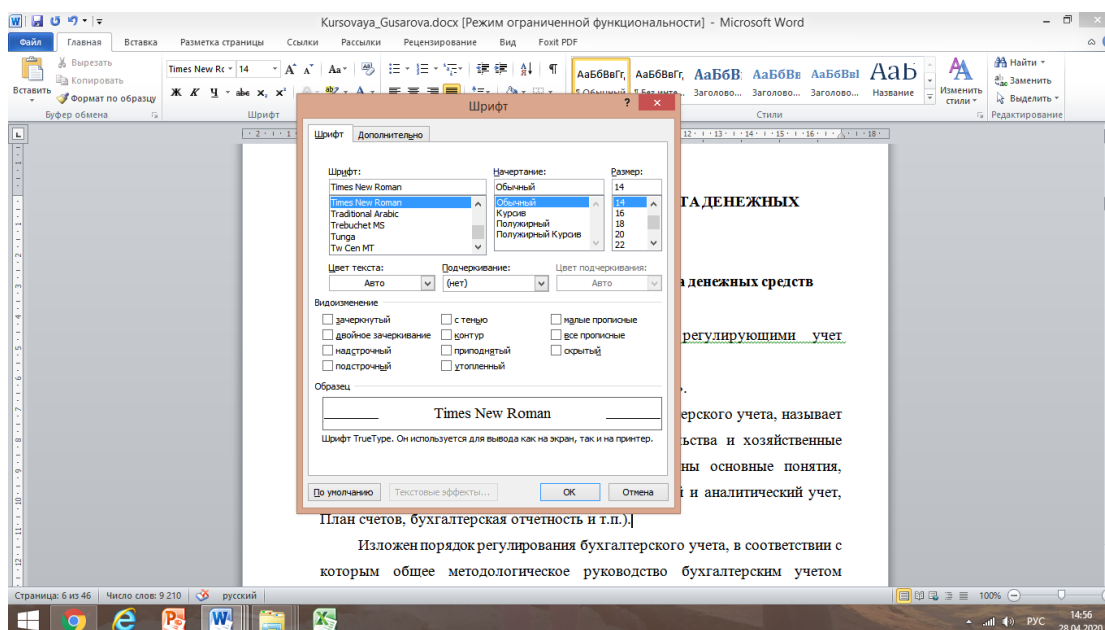 Kursovaya_Gusarova.docx [Режим ограниченной функциональности] - Microsoft Word
Файл Главная Вставка Разметка страницы Ссылки Рассылки Рецензирование Вид Foxit PDF
Вставить
Вырезать
Копировать
Формат по образцу
Буфер обмена
Times New Rc 14
Ж К Ч abc x, x²
Шрифт
АаБбВвГг, АаБбВвГг, АаБбВ АаБбВв АаБбВвІ АаЬ
¶ Обычный ¶ Без инте... Заголово... Заголово... Заголово... Название
Изменить стили
Стили
Найти
Заменить
Выделить
Редактирование
Шрифт ? ×
Шрифт Дополнительно
Шрифт: Начертание: Размер:
Times New Roman Обычный 14
Times New Roman Обычный 14
Traditional Arabic Курсив 16
Trebuchet MS Полужирный 18
Tunga Полужирный Курсив 20
Tw Cen MT 22
Цвет текста: Подчеркивание: Цвет подчеркивания:
Авто (нет) Авто
Видоизменение
зачеркнутый с тенью малые прописные
двойное зачеркивание контур все прописные
надстрочный приподнятый скрытый
подстрочный утопленный
Образец
Times New Roman
Шрифт TrueType. Он используется для вывода как на экран, так и на принтер.
По умолчанию Текстовые эффекты... ОК Отмена
ТА ДЕНЕЖНЫХ
а денежных средств
регулирующими учет
ерского учета, называет
ьства и хозяйственные
ны основные понятия,
й и аналитический учет,
План счетов, бухгалтерская отчетность и т.п.).
Изложен порядок регулирования бухгалтерского учета, в соответствии с
которым общее методологическое руководство бухгалтерским учетом
Страница: 6 из 46 Число слов: 9 210 русский 100%
РУС 14:56
28.04.2020